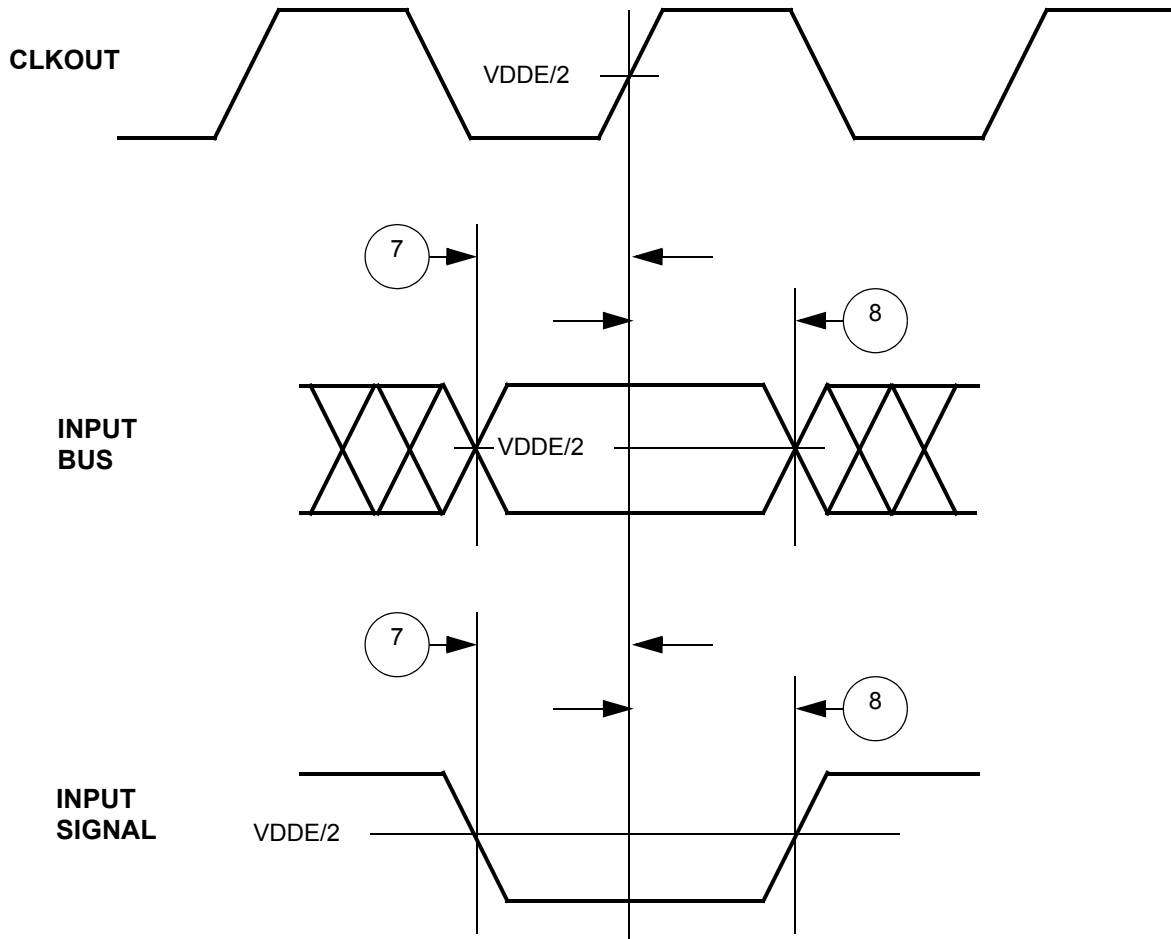 CLKOUT
VDDE/2
7
8
INPUT
BUS
VDDE/2
7
8
INPUT
SIGNAL
VDDE/2